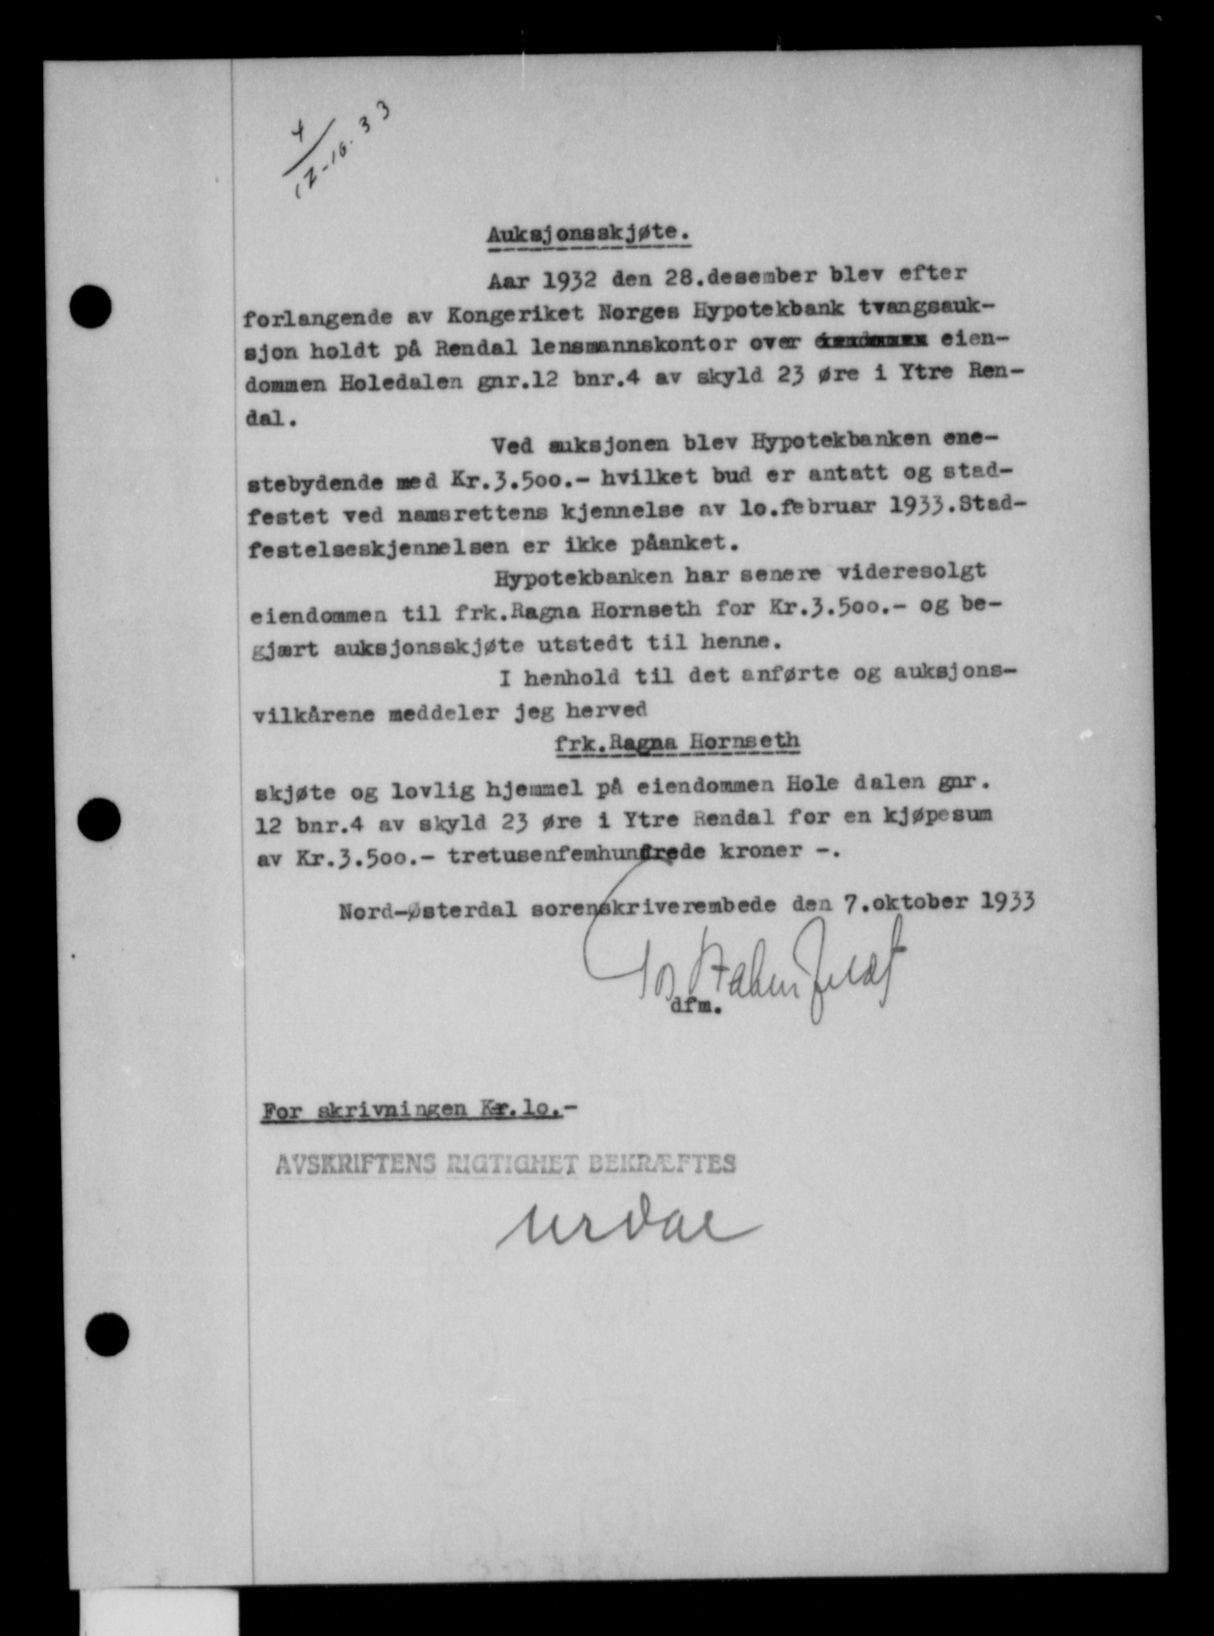 4
12-10.33
Auksjonsskjøte.
Aar 1932 den 28.desember blev efter
forlangende av Kongeriket Norges Hypotekbank tvangsauk-
sjon holdt på Rendal lensmannskontor over eien-
dommen Holedalen gnr.12 bnr.4 av skyld 23 øre i Ytre Ren-
dal.
Ved auksjonen blev Hypotekbanken ene-
stebydende med Kr.3.5oo.- hvilket bud er antatt og stad-
festet ved namsrettens kjennelse av lo.februar 1933.Stad-
festelseskjennelsen er ikke påanket.
Hypotekbanken har senere videresolgt
eiendommen til frk.Ragna Hornseth for Kr.3.5oo.- og be-
gjært auksjonsskjøte utstedt til henne.
I henhold til det anførte og auksjons-
vilkårene meddeler jeg herved
frk.Ragna Hornseth
skjøte og lovlig hjemmel på eiendommen Hole dalen gnr.
12 bnr.4 av skyld 23 øre i Ytre Rendal for en kjøpesum
av Kr.3.5oo.- tretusenfemhundrede kroner -.
Nord-Østerdal sorenskriverembede den 7.oktober 1933
dfm.
For skrivningen Kr.lo.-
AVSKRIFTENS RIGTIGHET BEKRÆFTES
Urdal